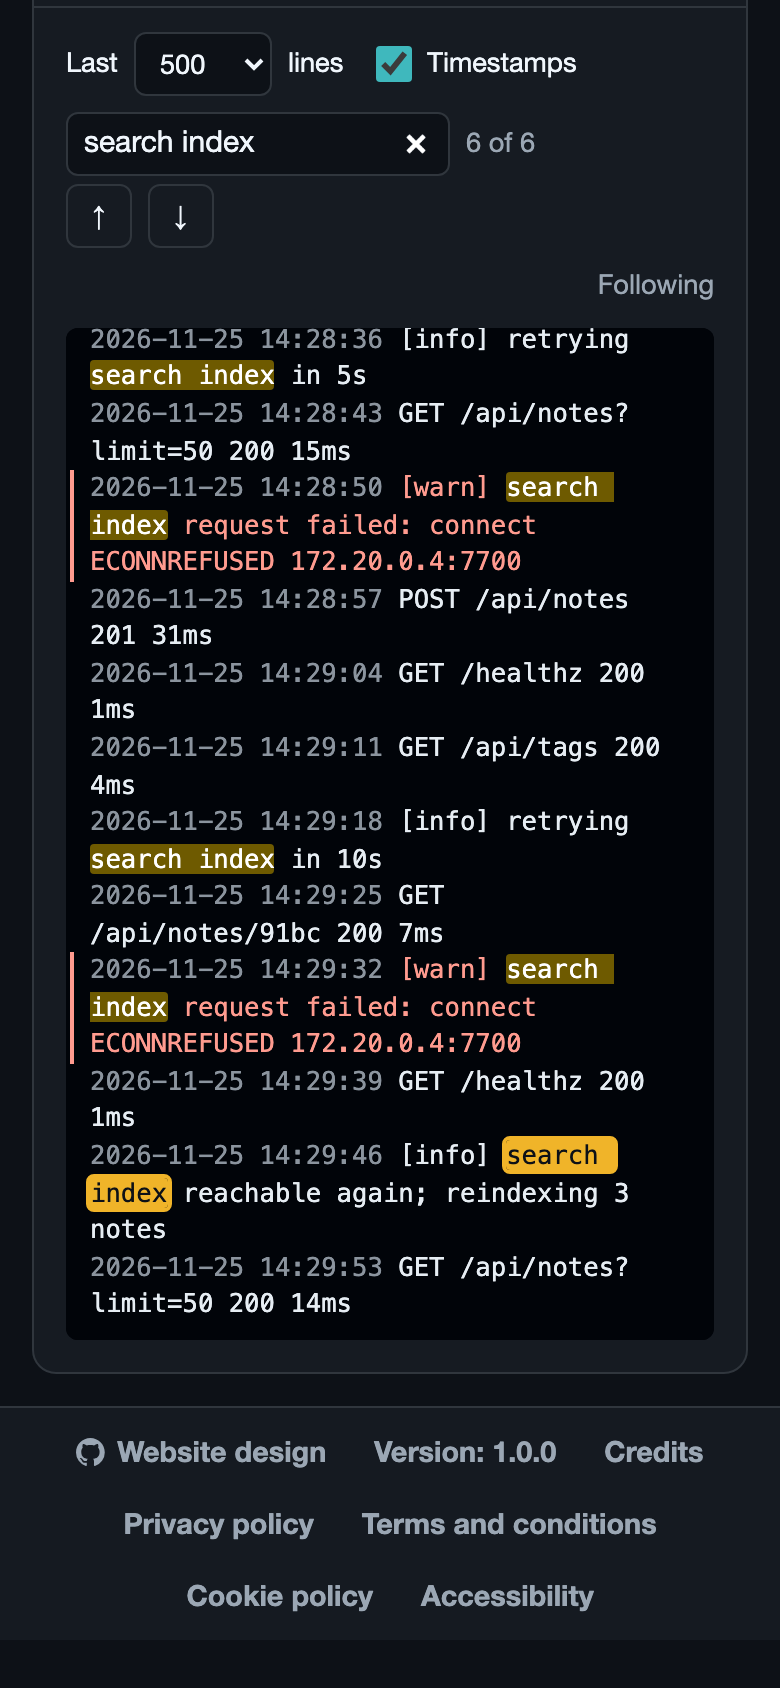 Last 500 lines Timestamps
search index × 6 of 6
↑ ↓
Following
2026-11-25 14:28:36 [info] retrying
search index in 5s
2026-11-25 14:28:43 GET /api/notes?
limit=50 200 15ms
2026-11-25 14:28:50 [warn] search
index request failed: connect
ECONNREFUSED 172.20.0.4:7700
2026-11-25 14:28:57 POST /api/notes
201 31ms
2026-11-25 14:29:04 GET /healthz 200
1ms
2026-11-25 14:29:11 GET /api/tags 200
4ms
2026-11-25 14:29:18 [info] retrying
search index in 10s
2026-11-25 14:29:25 GET
/api/notes/91bc 200 7ms
2026-11-25 14:29:32 [warn] search
index request failed: connect
ECONNREFUSED 172.20.0.4:7700
2026-11-25 14:29:39 GET /healthz 200
1ms
2026-11-25 14:29:46 [info] search
index reachable again; reindexing 3
notes
2026-11-25 14:29:53 GET /api/notes?
limit=50 200 14ms
Website design Version: 1.0.0 Credits
Privacy policy Terms and conditions
Cookie policy Accessibility